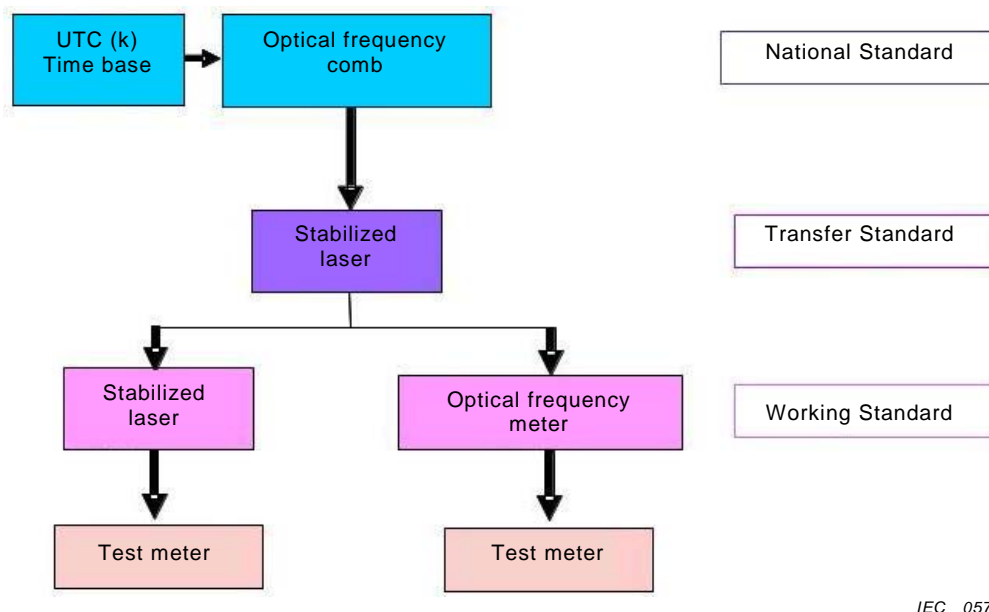 UTC (k)
Time base
Optical frequency
comb
National Standard
Stabilized
laser
Transfer Standard
Stabilized
laser
Optical frequency
meter
Working Standard
Test meter
Test meter
IEC 057